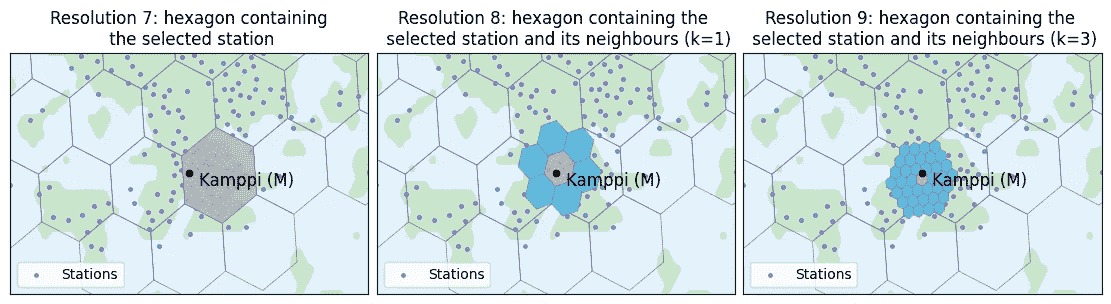 Resolution 7: hexagon containing
the selected station
Kamppi (M)
Stations
Resolution 8: hexagon containing the
selected station and its neighbours (k=1)
Kamppi (M)
Stations
Resolution 9: hexagon containing the
selected station and its neighbours (k=3)
Kamppi (M)
Stations